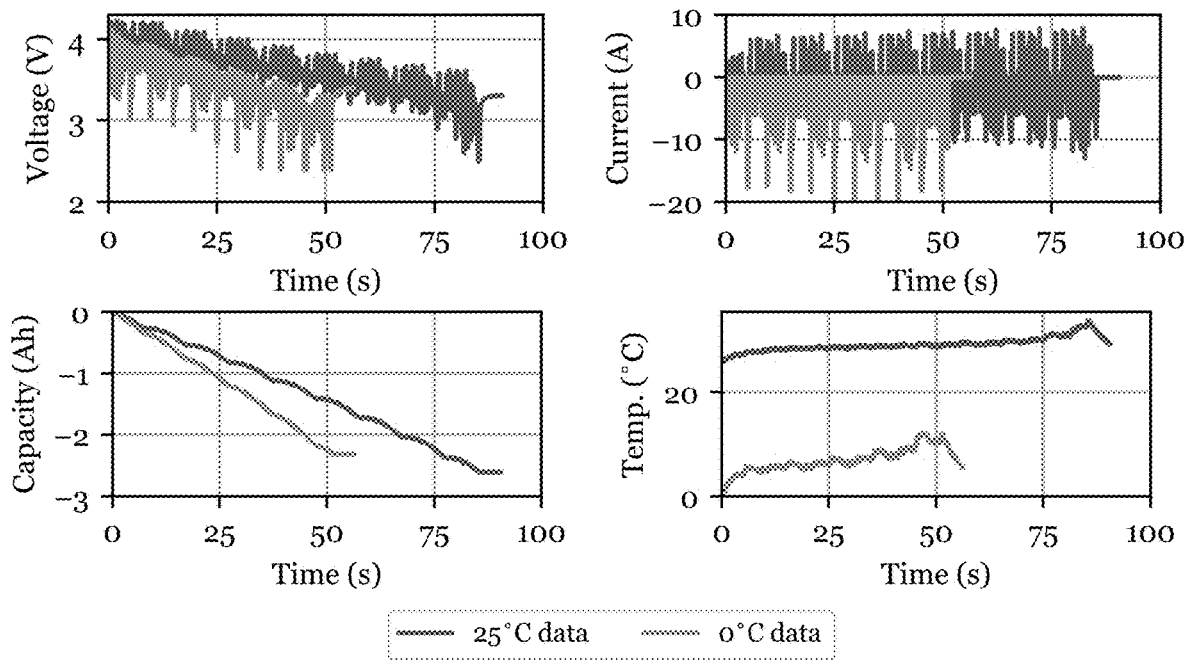 Voltage (V)
4
3
2
0 25 50 75 100
Time (s)
Current (A)
10
0
−10
−20
0 25 50 75 100
Time (s)
Capacity (Ah)
0
−1
−2
−3
0 25 50 75 100
Time (s)
Temp. (°C)
20
0
0 25 50 75 100
Time (s)
25°C data 0°C data